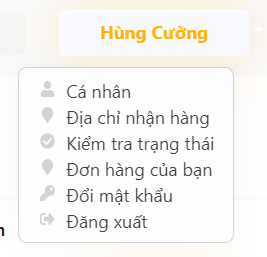 Hùng Cường
Cá nhân
Địa chỉ nhận hàng
Kiểm tra trạng thái
Đơn hàng của bạn
Đổi mật khẩu
Đăng xuất